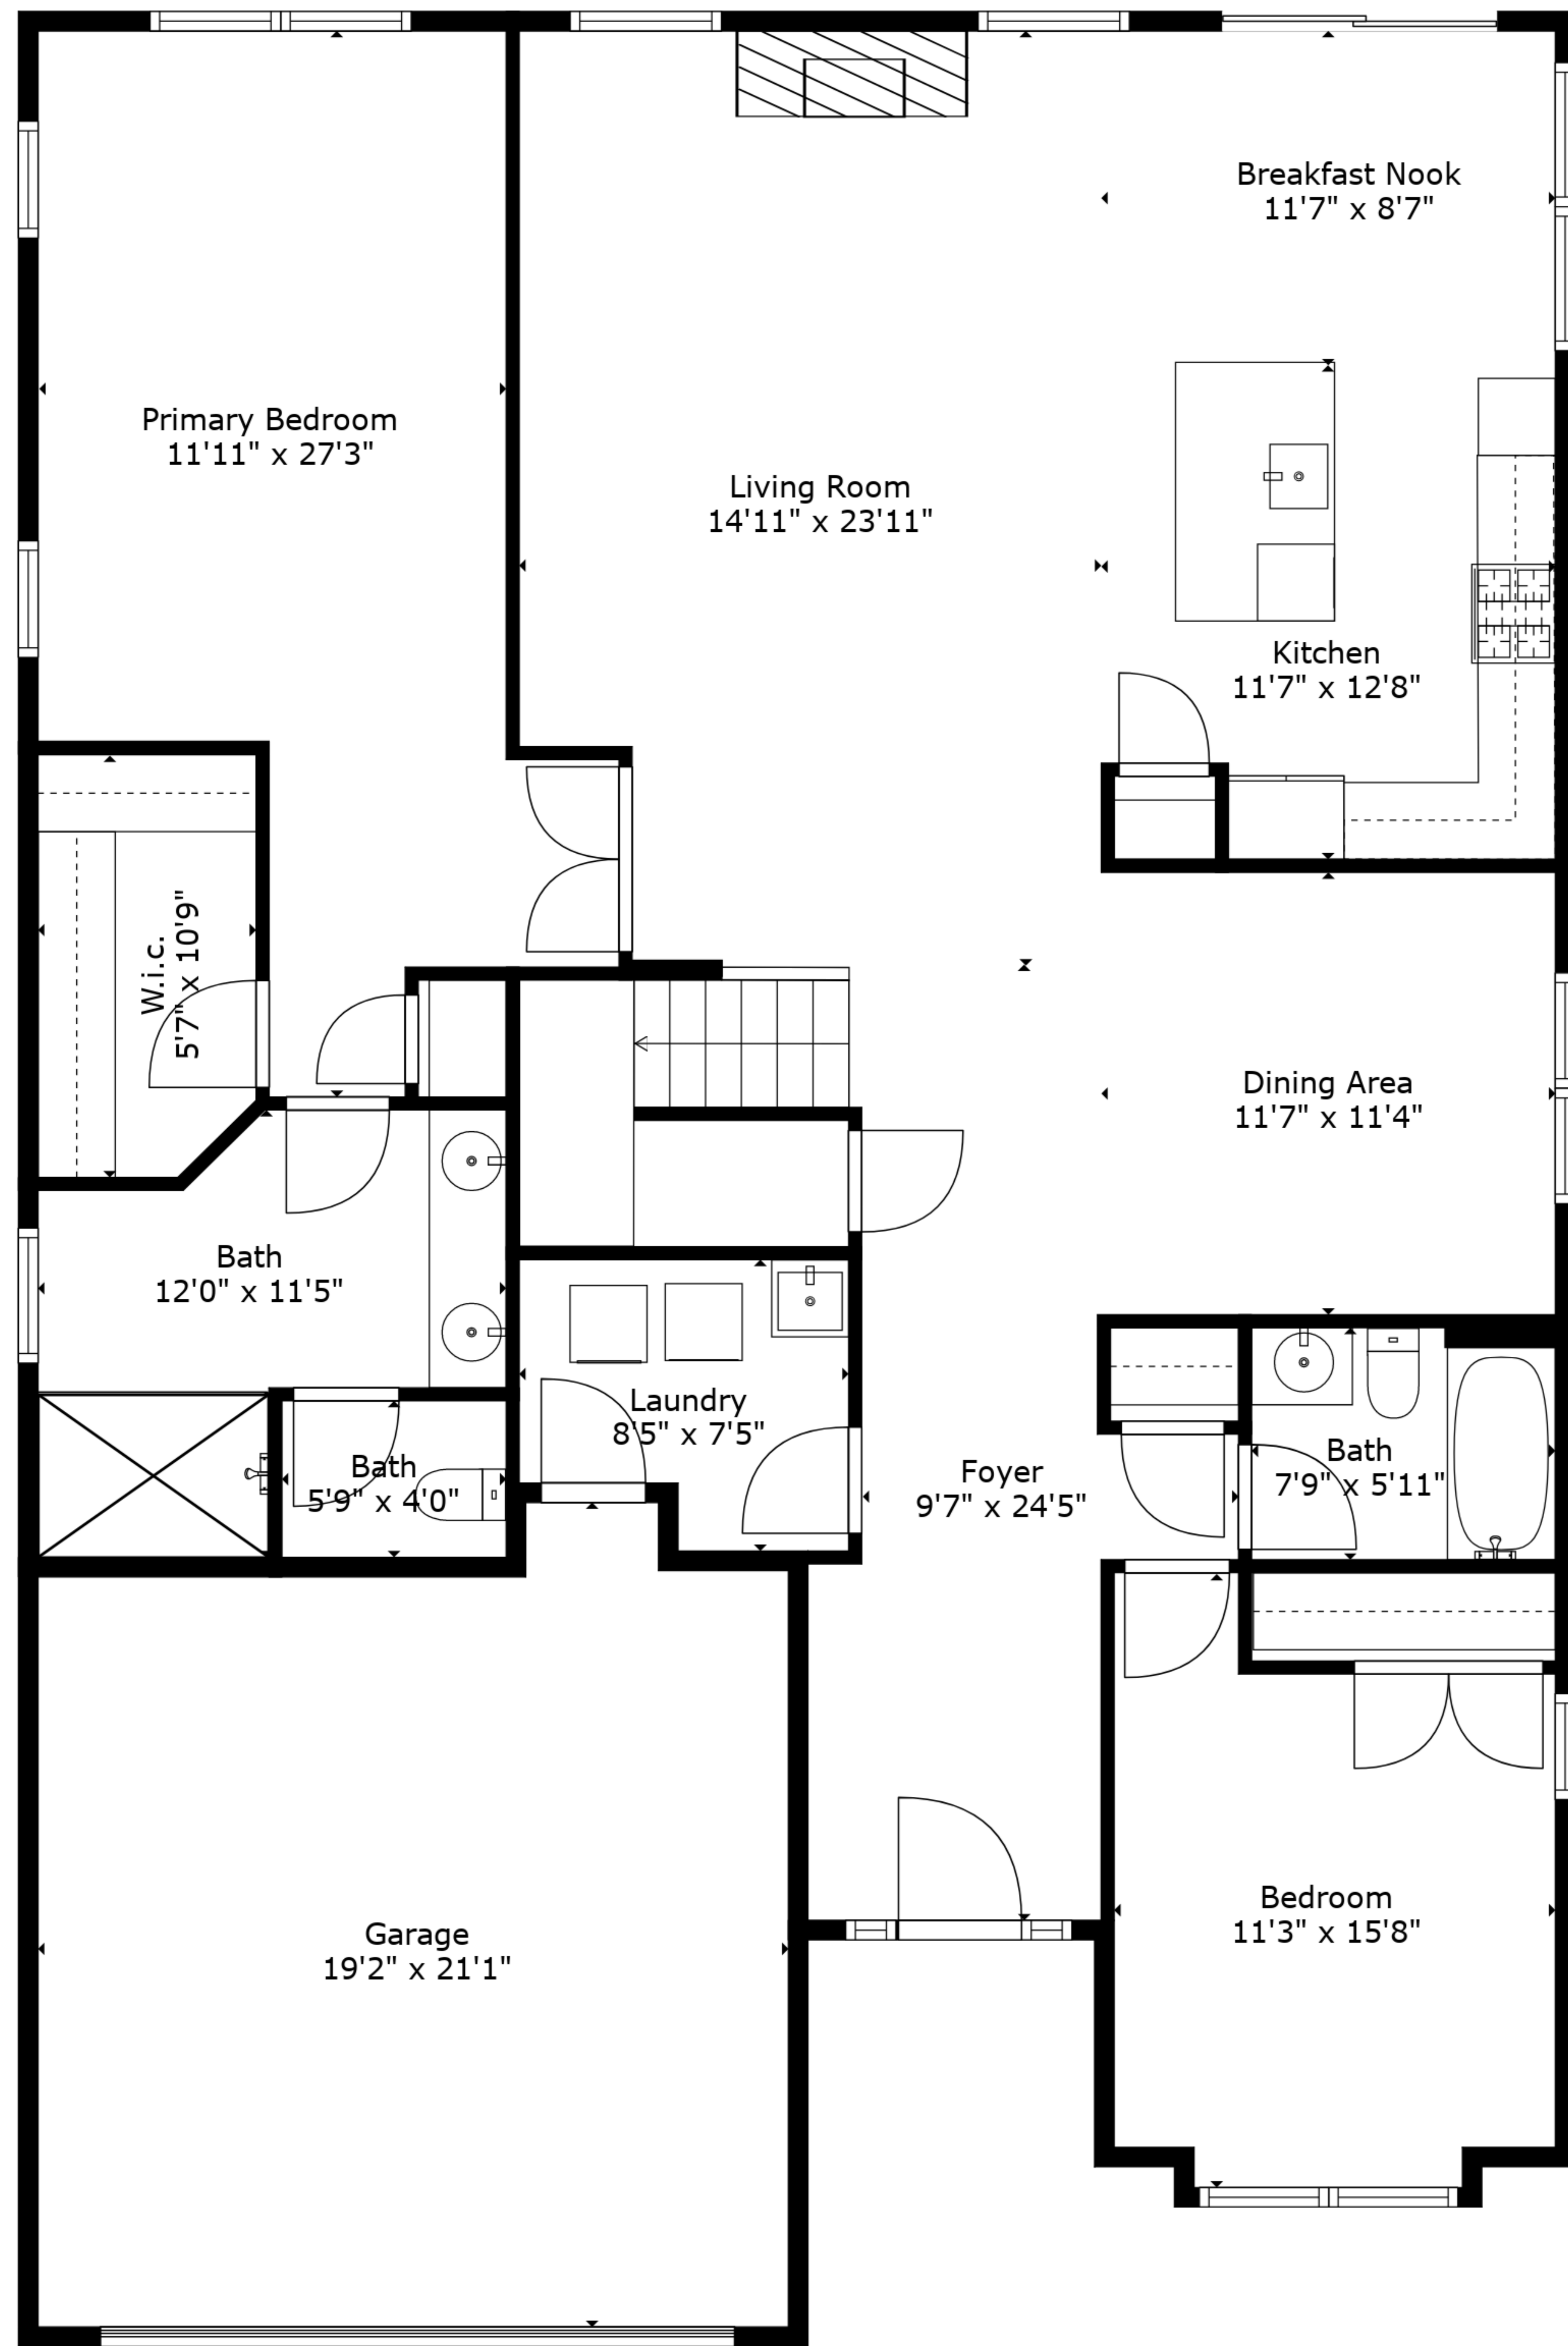 Breakfast Nook
11'7" x 8'7"
Primary Bedroom
11'11" x 27'3"
Living Room
14'11" x 23'11"
Kitchen
11'7" x 12'8"
W.i.c.
5'7" x 10'9"
Dining Area
11'7" x 11'4"
Bath
12'0" x 11'5"
Laundry
8'5" x 7'5"
Bath
5'9" x 4'0"
Foyer
9'7" x 24'5"
Bath
7'9" x 5'11"
Bedroom
11'3" x 15'8"
Garage
19'2" x 21'1"